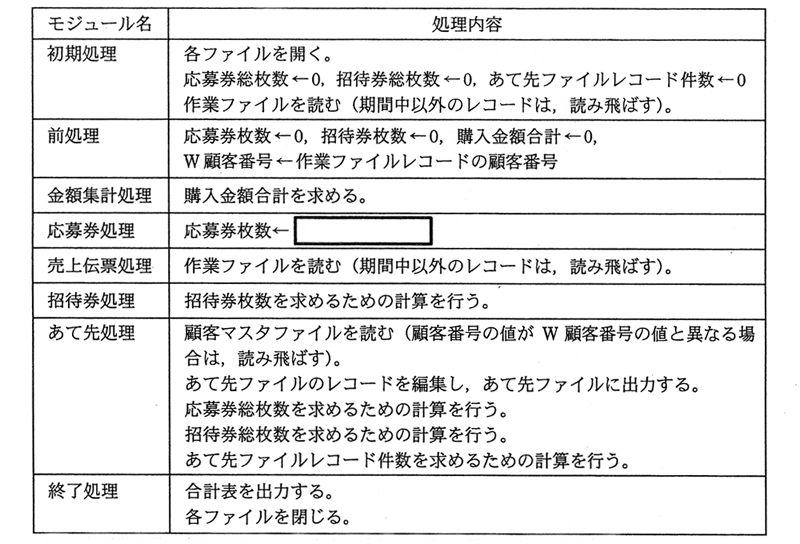 モジュール名 処理内容
初期処理 各ファイルを開く。
応募券総枚数←0，招待券総枚数←0，あて先ファイルレコード件数←0
作業ファイルを読む（期間中以外のレコードは，読み飛ばす）。
前処理 応募券枚数←0，招待券枚数←0，購入金額合計←0，
W 顧客番号←作業ファイルレコードの顧客番号
金額集計処理 購入金額合計を求める。
応募券処理 応募券枚数←
売上伝票処理 作業ファイルを読む（期間中以外のレコードは，読み飛ばす）。
招待券処理 招待券枚数を求めるための計算を行う。
あて先処理 顧客マスタファイルを読む（顧客番号の値が W 顧客番号の値と異なる場
合は，読み飛ばす）。
あて先ファイルのレコードを編集し，あて先ファイルに出力する。
応募券総枚数を求めるための計算を行う。
招待券総枚数を求めるための計算を行う。
あて先ファイルレコード件数を求めるための計算を行う。
終了処理 合計表を出力する。
各ファイルを閉じる。